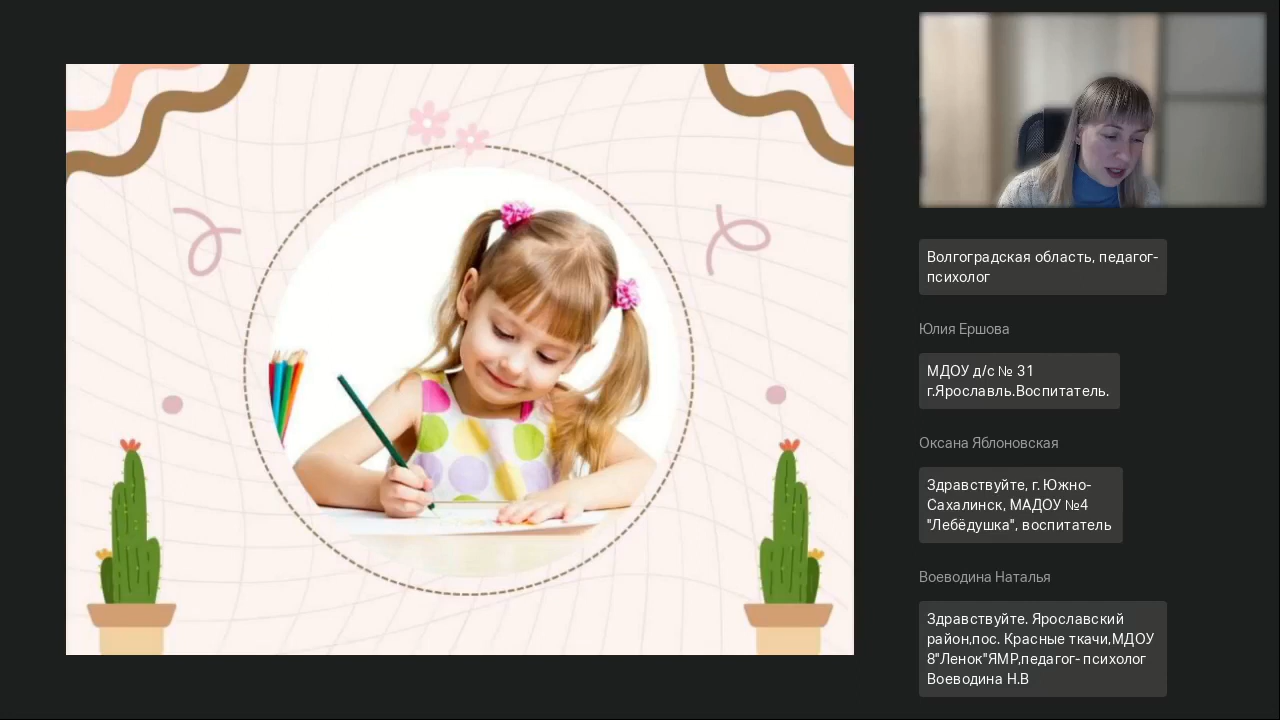 Волгоградская область, педагог-
психолог
Юлия Ершова
МДОУ д/с № 31
г.Ярославль.Воспитатель.
Оксана Яблоновская
Здравствуйте, г. Южно-
Сахалинск, МАДОУ №4
"Лебёдушка", воспитатель
Воеводина Наталья
Здравствуйте. Ярославский
район,пос. Красные ткачи,МДОУ
8"Ленок"ЯМР,педагог- психолог
Воеводина Н.В